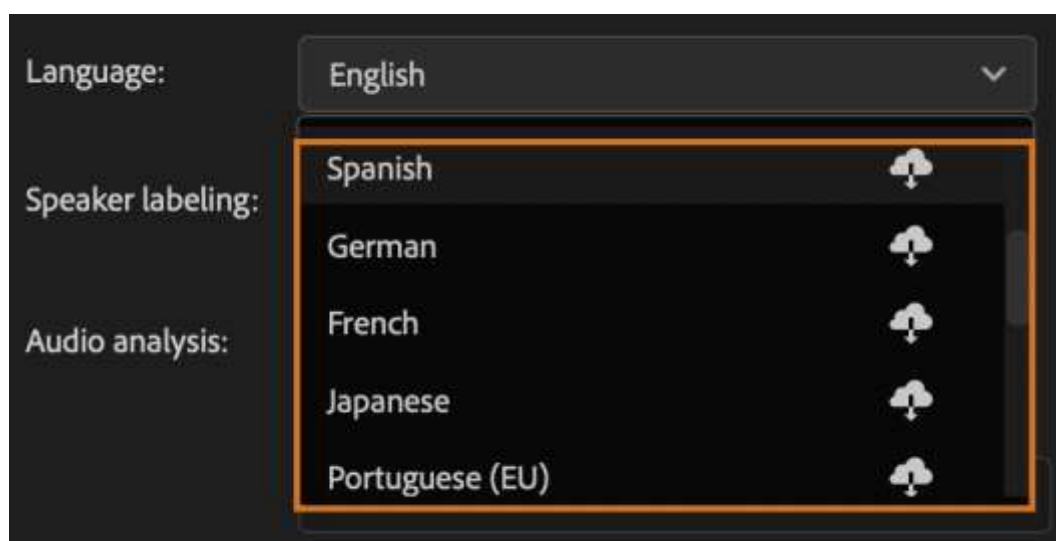 Language:
English
Spanish
Speaker labeling:
German
French
Audio analysis:
Japanese
Portuguese (EU)